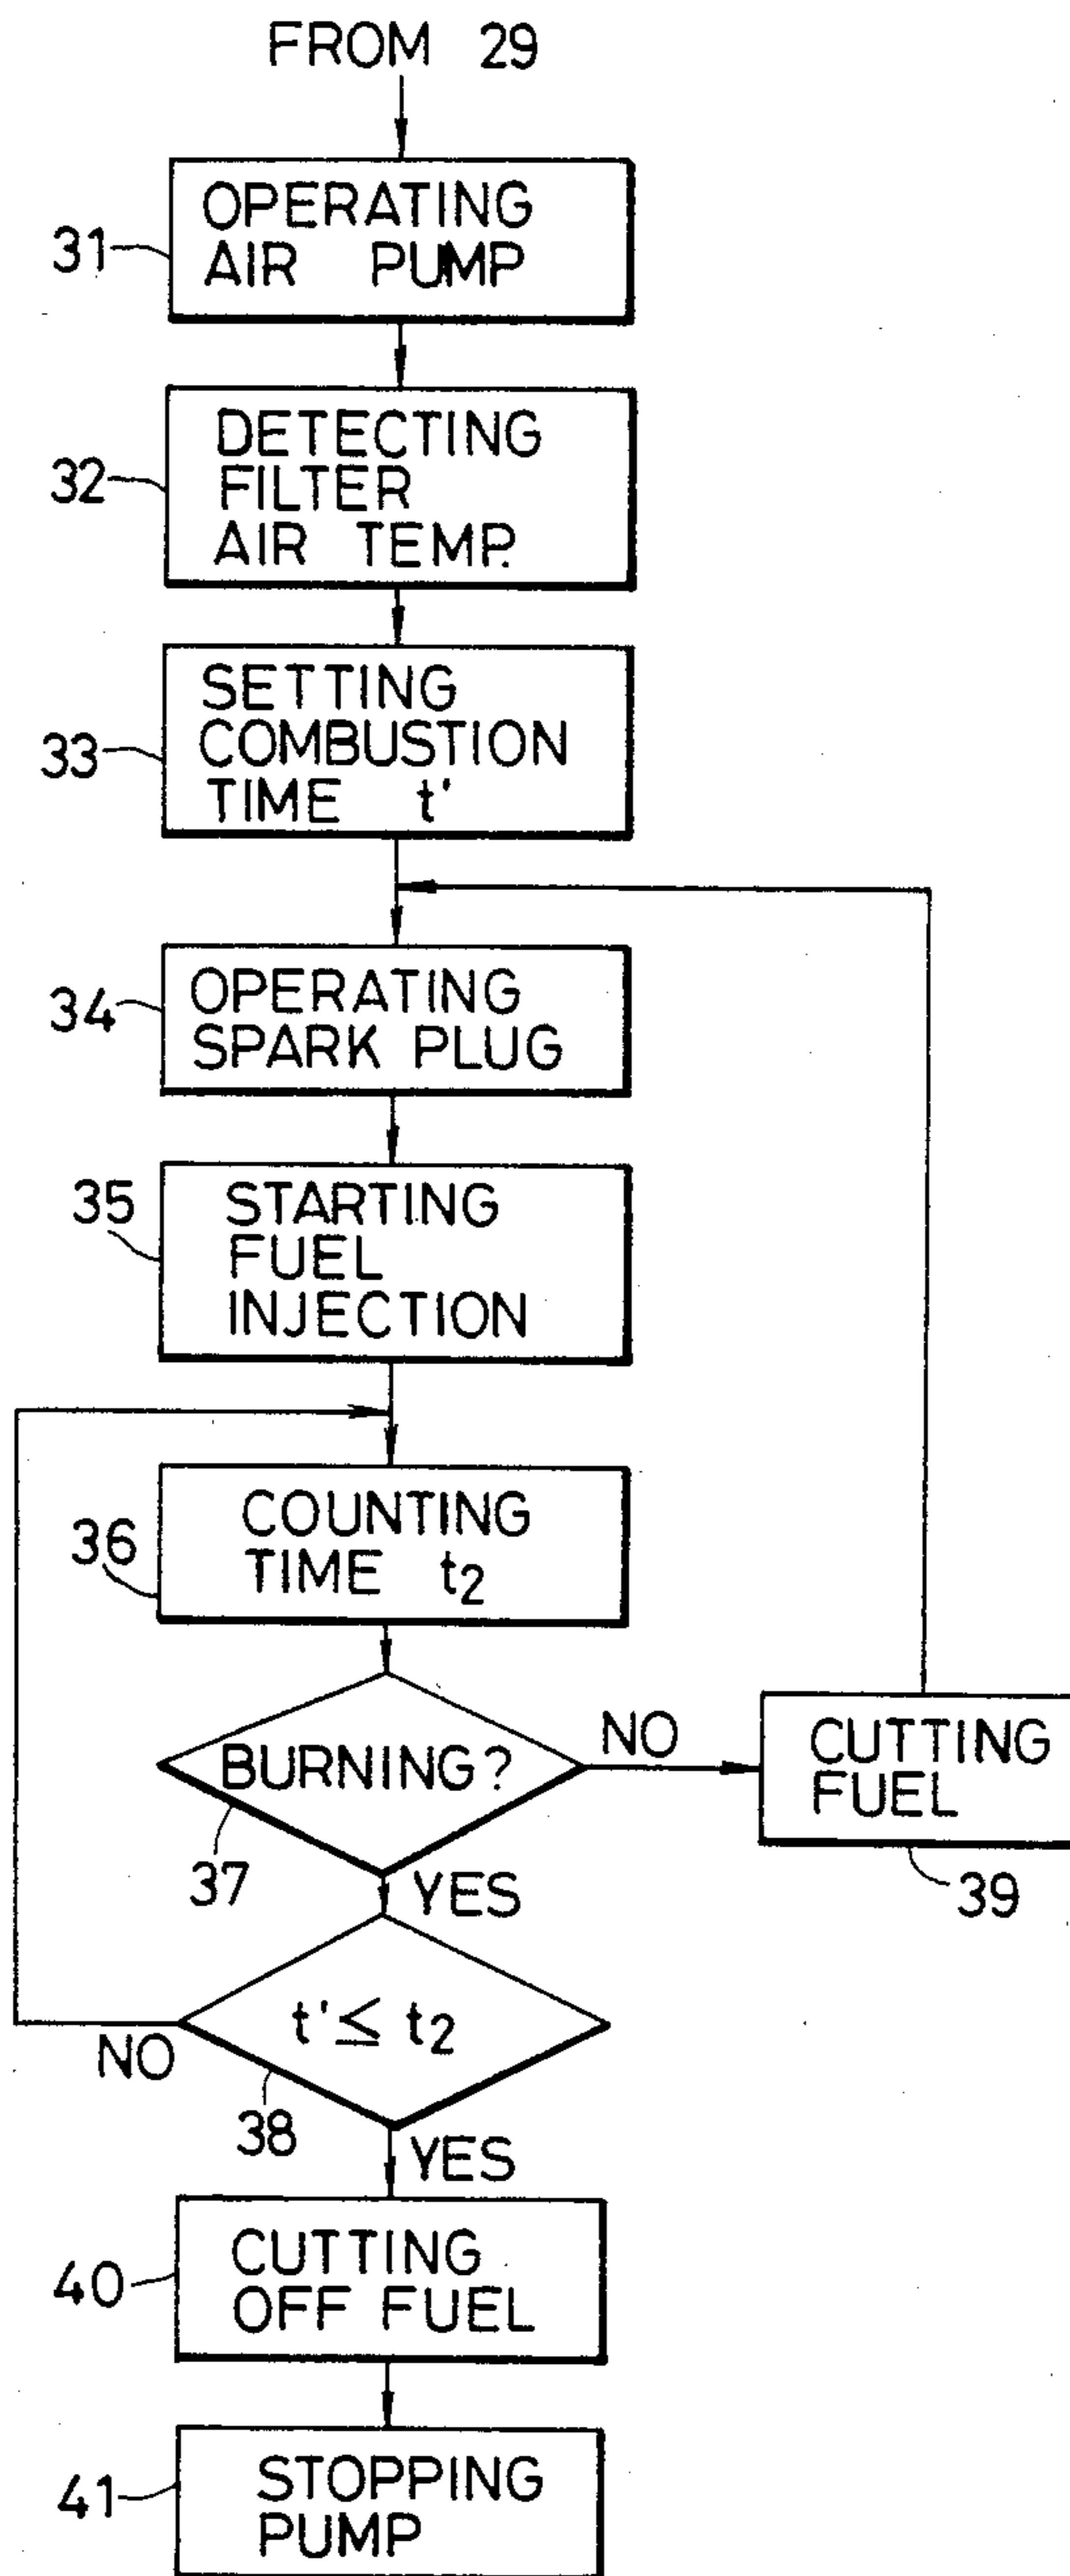 FROM 29
OPERATING
AIR PUMP
31
DETECTING
FILTER
AIR TEMP.
32
SETTING
COMBUSTION
TIME t'
33
OPERATING
SPARK PLUG
34
35
STARTING
FUEL
INJECTION
COUNTING
TIME t2
36
BURNING?
NO
CUTTING
FUEL
37
YES
39
t' ≤ t2
NO
38
YES
CUTTING
OFF FUEL
40
STOPPING
PUMP
41